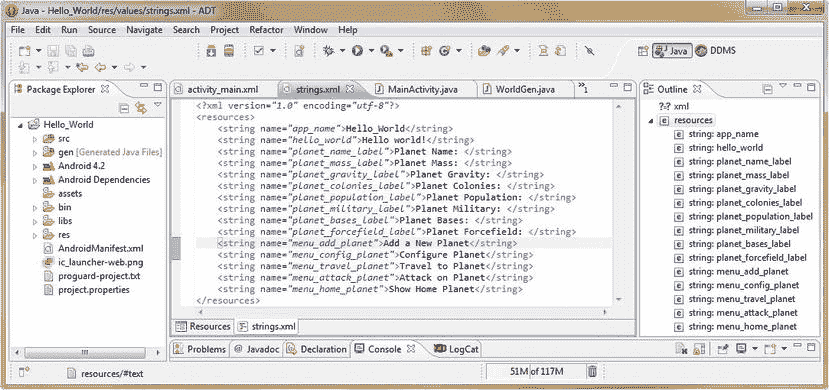 Java - Hello_World/res/values/strings.xml - ADT
File Edit Run Source Navigate Search Project Refactor Window Help
Java DDMS
Package Explorer
activity_main.xml strings.xml MainActivity.java WorldGen.java »1
Outline
Hello_World
src
gen [Generated Java Files]
Android 4.2
Android Dependencies
assets
bin
libs
res
AndroidManifest.xml
ic_launcher-web.png
proguard-project.txt
project.properties
<?xml version="1.0" encoding="utf-8"?>
<resources>
<string name="app_name">Hello_World</string>
<string name="hello_world">Hello world!</string>
<string name="planet_name_label">Planet Name: </string>
<string name="planet_mass_label">Planet Mass: </string>
<string name="planet_gravity_label">Planet Gravity: </string>
<string name="planet_colonies_label">Planet Colonies: </string>
<string name="planet_population_label">Planet Population: </string>
<string name="planet_military_label">Planet Military: </string>
<string name="planet_bases_label">Planet Bases: </string>
<string name="planet_forcefield_label">Planet Forcefield: </string>
<string name="menu_add_planet">Add a New Planet</string>
<string name="menu_config_planet">Configure Planet</string>
<string name="menu_travel_planet">Travel to Planet</string>
<string name="menu_attack_planet">Attack on Planet</string>
<string name="menu_home_planet">Show Home Planet</string>
</resources>
Resources strings.xml
?-? xml
resources
string: app_name
string: hello_world
string: planet_name_label
string: planet_mass_label
string: planet_gravity_label
string: planet_colonies_label
string: planet_population_label
string: planet_military_label
string: planet_bases_label
string: planet_forcefield_label
string: menu_add_planet
string: menu_config_planet
string: menu_travel_planet
string: menu_attack_planet
string: menu_home_planet
Problems @ Javadoc Declaration Console LogCat
resources/#text
51M of 117M